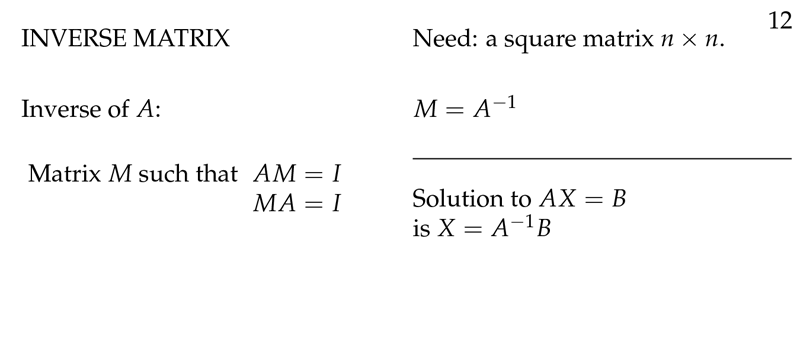 12
INVERSE MATRIX
Need: a square matrix n × n.
Inverse of A:
M = A⁻¹
Matrix M such that AM = I
MA = I
Solution to AX = B
is X = A⁻¹B